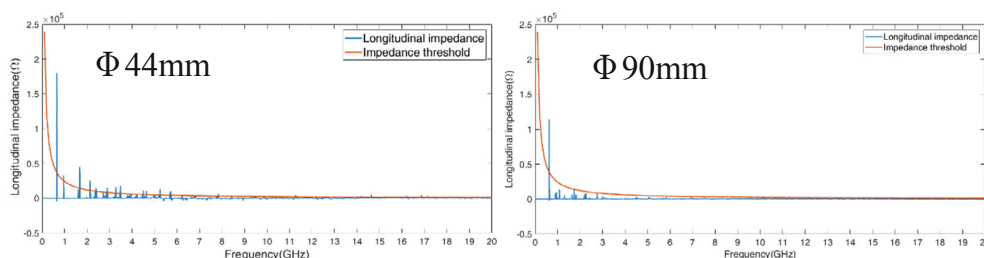 ×10⁵
2.5
2
1.5
1
0.5
0
-0.5
Longitudinal impedance(Ω)
Φ44mm
Longitudinal impedance
Impedance threshold
0 1 2 3 4 5 6 7 8 9 10 11 12 13 14 15 16 17 18 19 20
Frequency(GHz)
×10⁵
2.5
2
1.5
1
0.5
0
-0.5
Longitudinal impedance(Ω)
Φ90mm
Longitudinal impedance
Impedance threshold
0 1 2 3 4 5 6 7 8 9 10 11 12 13 14 15 16 17 18 19 2
Frequency(GHz)